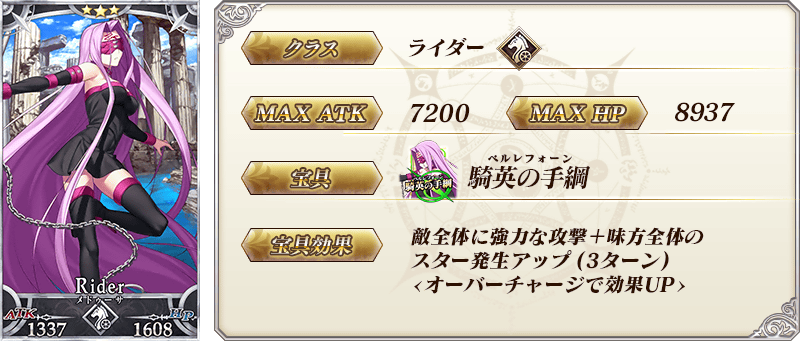 Rider
メドゥーサ
ATK
HP
1337
1608
クラス
ライダー
MAX ATK
7200
MAX HP
8937
宝具
騎英の手綱
ベルレフォーン
騎英の手綱
宝具効果
敵全体に強力な攻撃＋味方全体の
スター発生アップ (3ターン)
<オーバーチャージで効果UP>